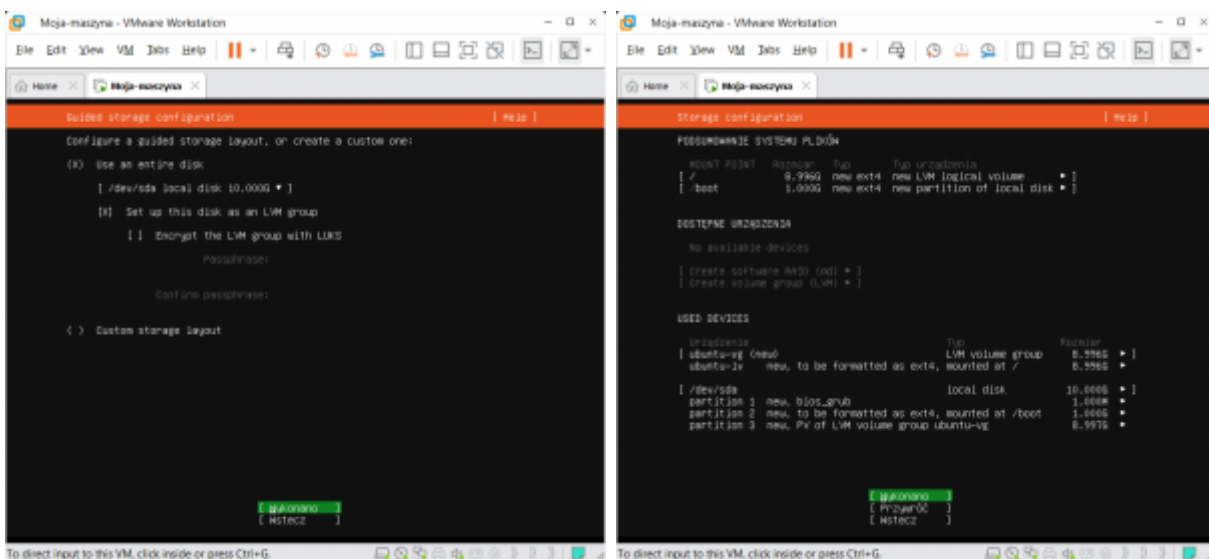 Moja-maszyna - VMware Workstation
File Edit View VM Tabs Help
Home
Moja-maszyna
Guided storage configuration [ Help ]
Configure a guided storage layout, or create a custom one:
(X) Use an entire disk
[ /dev/sda local disk 10.000G ▾ ]
[X] Set up this disk as an LVM group
[ ] Encrypt the LVM group with LUKS
Passphrase:
Confirm passphrase:
( ) Custom storage layout
[ Wykonano ]
[ Wstecz ]
To direct input to this VM, click inside or press Ctrl+G.
Moja-maszyna - VMware Workstation
File Edit View VM Tabs Help
Home
Moja-maszyna
Storage configuration [ Help ]
PODSUMOWANIE SYSTEMU PLIKÓW
MOUNT POINT Rozmiar Typ Typ urządzenia
[ / 8.996G new ext4 new LVM logical volume ▸ ]
[ /boot 1.000G new ext4 new partition of local disk ▸ ]
DOSTĘPNE URZĄDZENIA
No available devices
[ Create software RAID (md) ▸ ]
[ Create volume group (LVM) ▸ ]
USED DEVICES
Urządzenie Typ Rozmiar
[ ubuntu-vg (new) LVM volume group 8.996G ▸ ]
ubuntu-lv new, to be formatted as ext4, mounted at / 8.996G ▸
[ /dev/sda local disk 10.000G ▸ ]
partition 1 new, bios_grub 1.000M ▸
partition 2 new, to be formatted as ext4, mounted at /boot 1.000G ▸
partition 3 new, PV of LVM volume group ubuntu-vg 8.997G ▸
[ Wykonano ]
[ Przywróć ]
[ Wstecz ]
To direct input to this VM, click inside or press Ctrl+G.